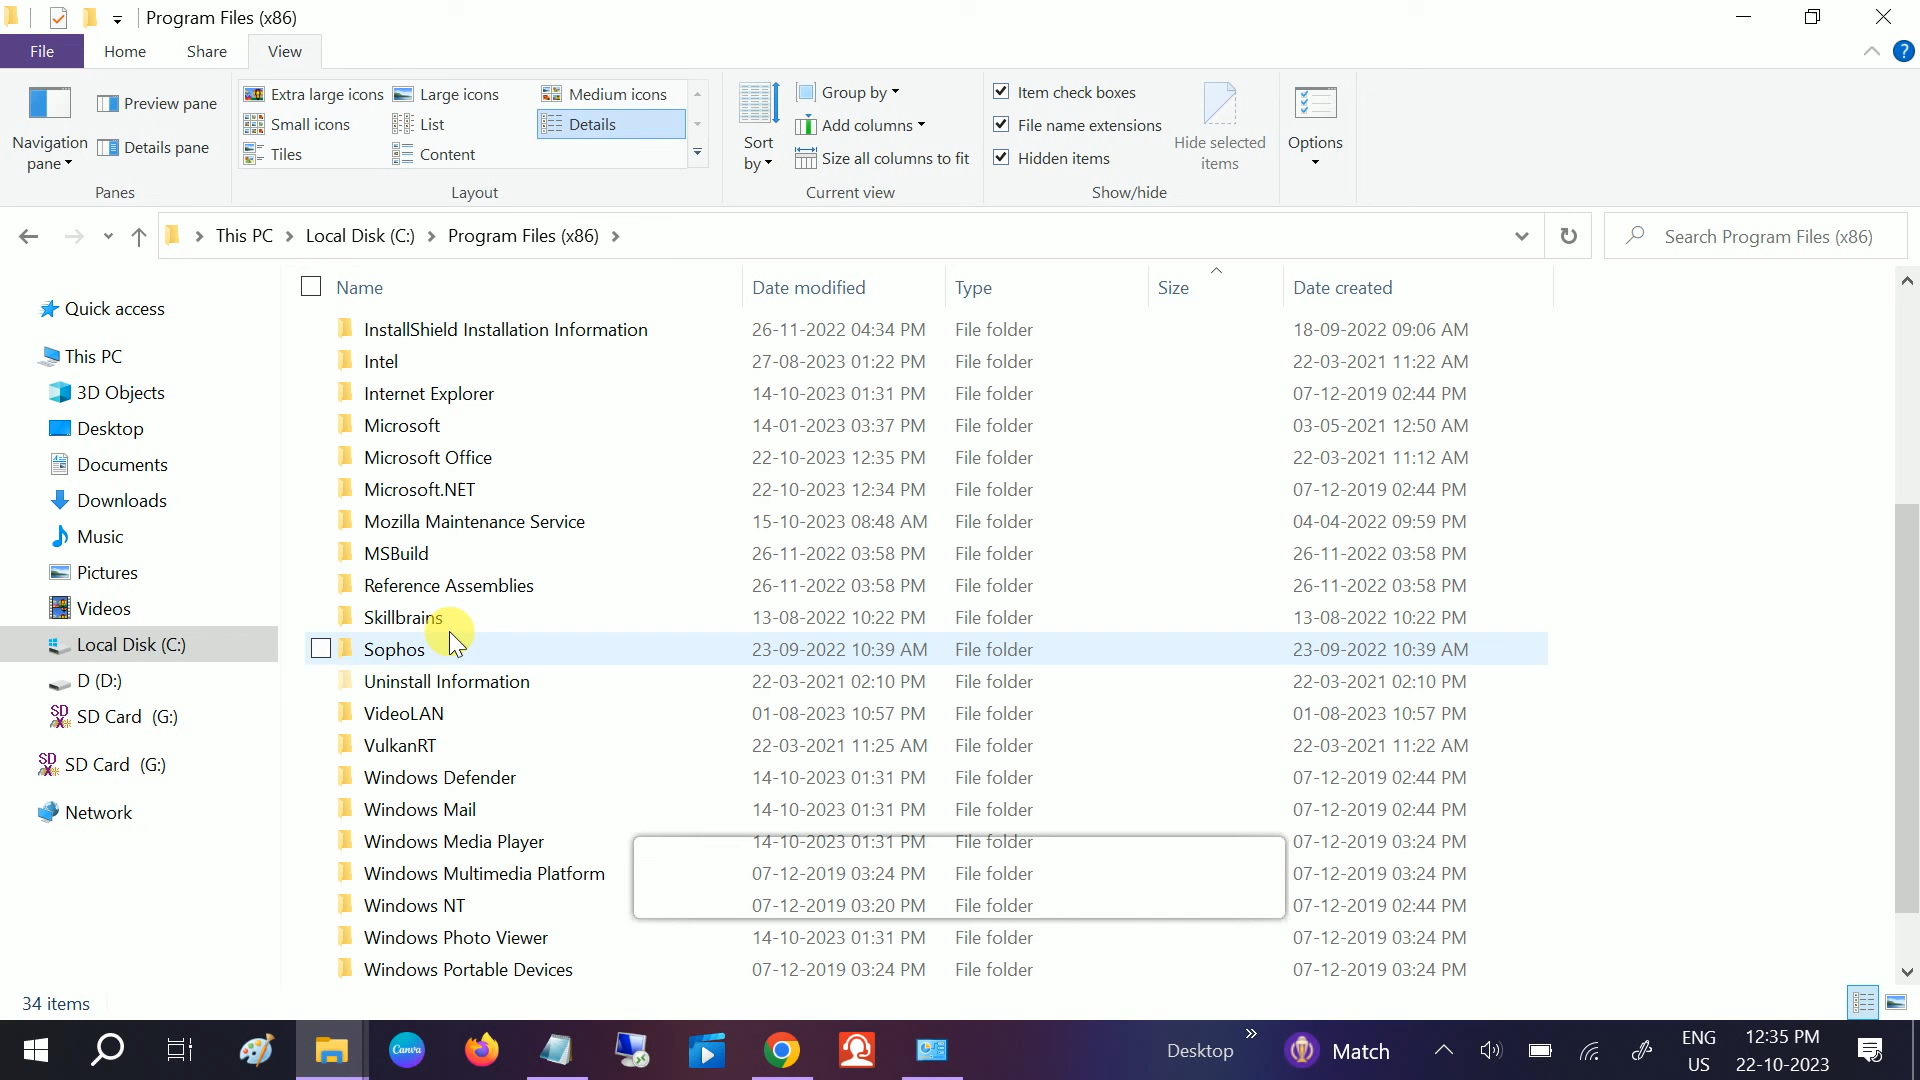 Program Files (x86)
File Home Share View ?
Navigation pane
Preview pane
Details pane
Panes
Extra large icons Large icons Medium icons
Small icons List Details
Tiles Content
Layout
Sort by
Group by
Add columns
Size all columns to fit
Current view
Item check boxes
File name extensions
Hidden items
Hide selected items
Show/hide
Options
This PC Local Disk (C:) Program Files (x86)
Search Program Files (x86)
Quick access
This PC
3D Objects
Desktop
Documents
Downloads
Music
Pictures
Videos
Local Disk (C:)
D (D:)
SD SD Card (G:)
SD SD Card (G:)
Network
Name Date modified Type Size Date created
InstallShield Installation Information 26-11-2022 04:34 PM File folder 18-09-2022 09:06 AM
Intel 27-08-2023 01:22 PM File folder 22-03-2021 11:22 AM
Internet Explorer 14-10-2023 01:31 PM File folder 07-12-2019 02:44 PM
Microsoft 14-01-2023 03:37 PM File folder 03-05-2021 12:50 AM
Microsoft Office 22-10-2023 12:35 PM File folder 22-03-2021 11:12 AM
Microsoft.NET 22-10-2023 12:34 PM File folder 07-12-2019 02:44 PM
Mozilla Maintenance Service 15-10-2023 08:48 AM File folder 04-04-2022 09:59 PM
MSBuild 26-11-2022 03:58 PM File folder 26-11-2022 03:58 PM
Reference Assemblies 26-11-2022 03:58 PM File folder 26-11-2022 03:58 PM
Skillbrains 13-08-2022 10:22 PM File folder 13-08-2022 10:22 PM
Sophos 23-09-2022 10:39 AM File folder 23-09-2022 10:39 AM
Uninstall Information 22-03-2021 02:10 PM File folder 22-03-2021 02:10 PM
VideoLAN 01-08-2023 10:57 PM File folder 01-08-2023 10:57 PM
VulkanRT 22-03-2021 11:25 AM File folder 22-03-2021 11:22 AM
Windows Defender 14-10-2023 01:31 PM File folder 07-12-2019 02:44 PM
Windows Mail 14-10-2023 01:31 PM File folder 07-12-2019 02:44 PM
Windows Media Player 14-10-2023 01:31 PM File folder 07-12-2019 03:24 PM
Windows Multimedia Platform 07-12-2019 03:24 PM File folder 07-12-2019 03:24 PM
Windows NT 07-12-2019 03:20 PM File folder 07-12-2019 02:44 PM
Windows Photo Viewer 14-10-2023 01:31 PM File folder 07-12-2019 03:24 PM
Windows Portable Devices 07-12-2019 03:24 PM File folder 07-12-2019 03:24 PM
34 items
Canva Desktop Match ENG US 12:35 PM 22-10-2023